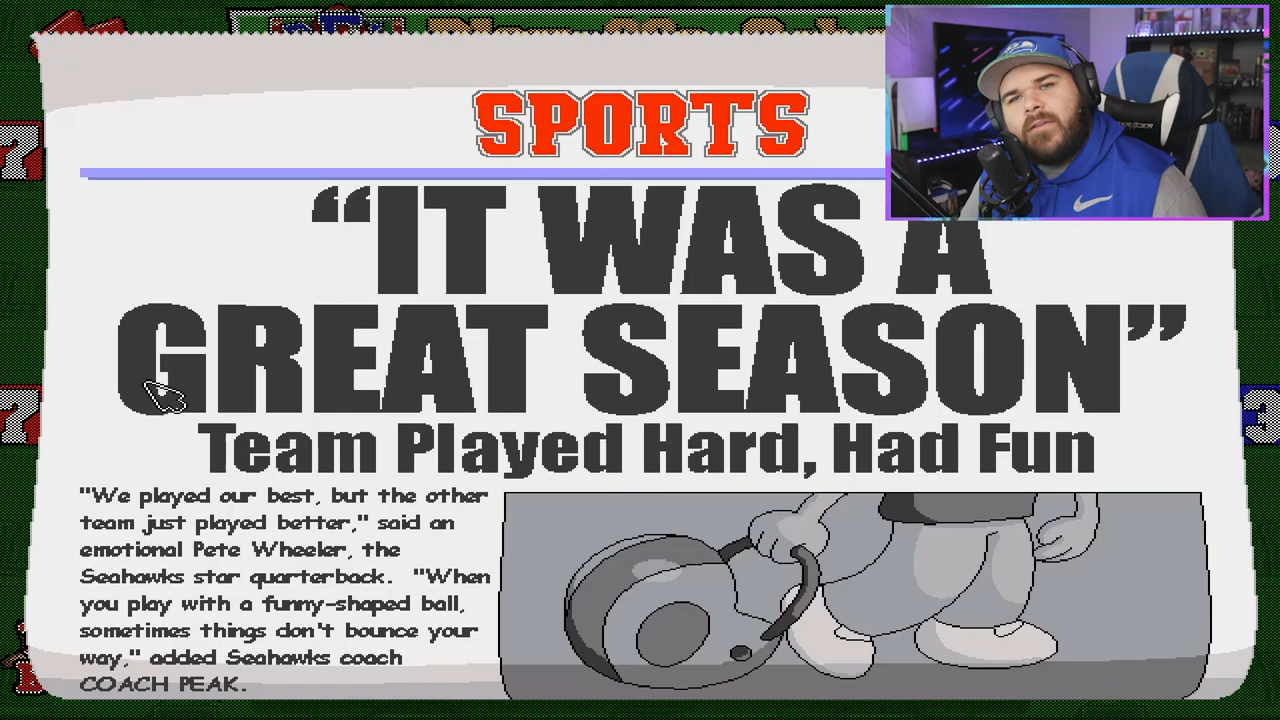 SPORTS
“IT WAS A
GREAT SEASON”
Team Played Hard, Had Fun
"We played our best, but the other
team just played better," said an
emotional Pete Wheeler, the
Seahawks star quarterback. "When
you play with a funny-shaped ball,
sometimes things don't bounce your
way," added Seahawks coach
COACH PEAK.